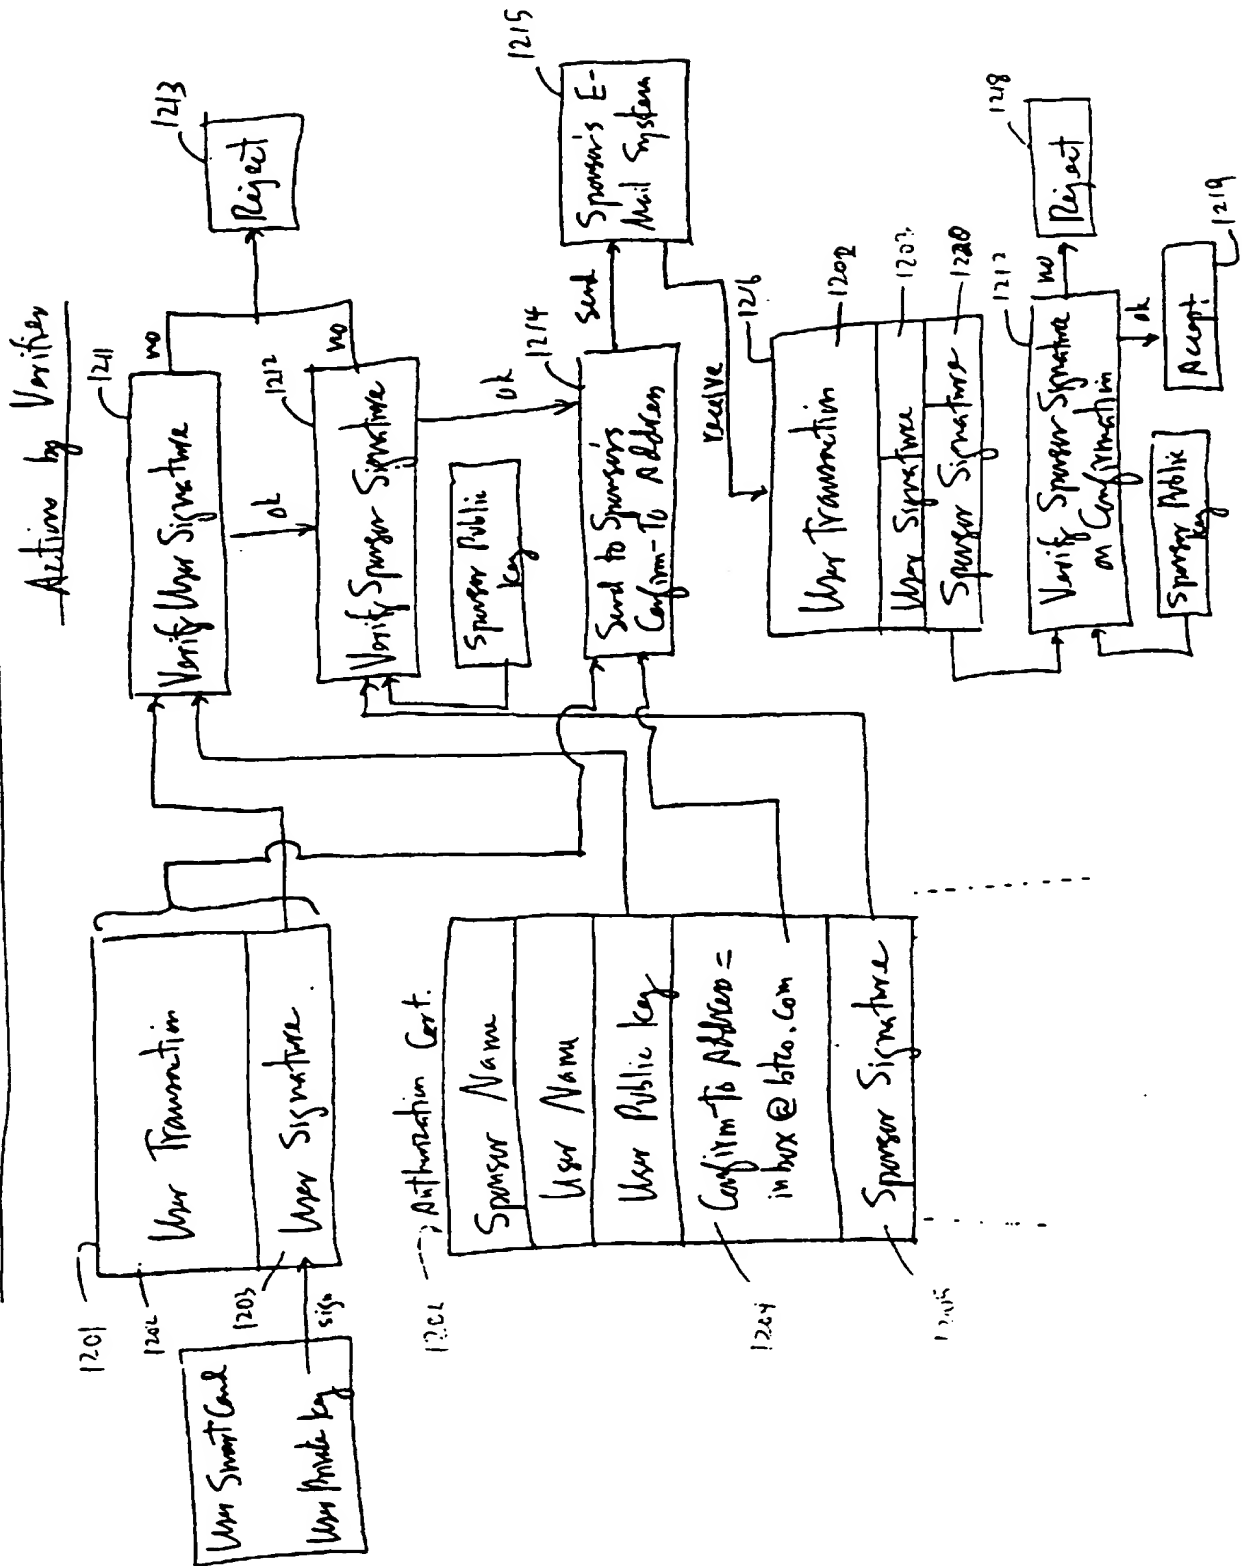 Action by Verifier
1201
User Transaction
1202
1203
User Signature
User Smart Card
User Private Key
sign
Authorization Cert.
Sponsor Name
User Name
User Public Key
Confirm-To Address =
inbox@btco.com
1204
Sponsor Signature
1211
Verify User Signature
no
ok
1213
Reject
1212
Verify Sponsor Signature
no
ok
Sponsor Public
Key
1214
Send to Sponsor's
Confirm-To Address
send
1215
Sponsor's E-
Mail System
receive
1216
User Transaction
1202
User Signature
1203
Sponsor Signature
1220
1217
Verify Sponsor Signature
on Confirmation
no
1218
Reject
ok
Sponsor Public
Key
Accept
1219